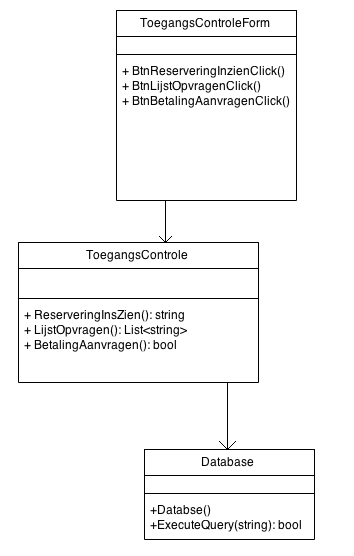 ToegangsControleForm
+ BtnReserveringInzienClick()
+ BtnLijstOpvragenClick()
+ BtnBetalingAanvragenClick()
ToegangsControle
+ ReserveringInsZien(): string
+ LijstOpvragen(): List<string>
+ BetalingAanvragen(): bool
Database
+Databse()
+ExecuteQuery(string): bool